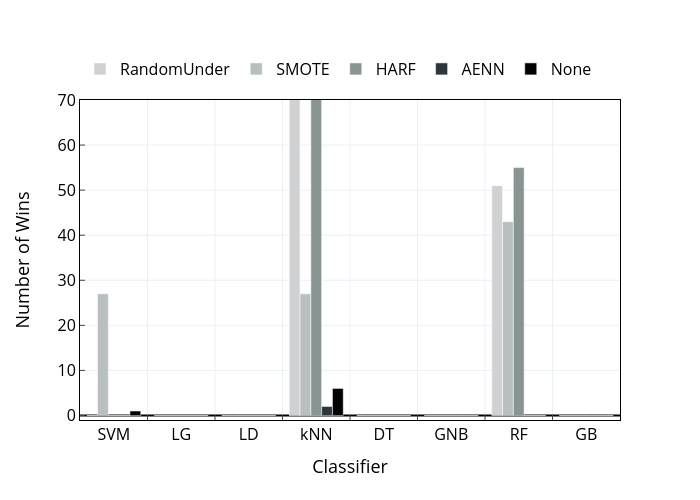 RandomUnder SMOTE HARF AENN None
70
60
50
40
30
20
10
0
Number of Wins
SVM LG LD kNN DT GNB RF GB
Classifier